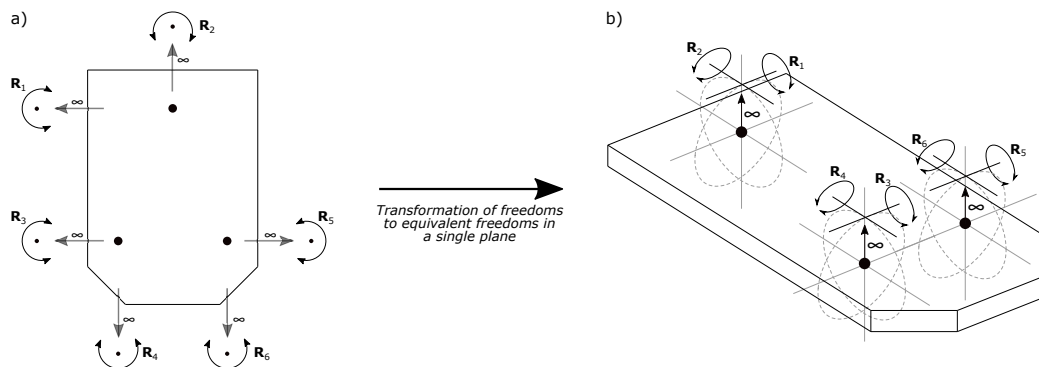 a)
R₂
∞
R₁
∞
R₃
∞
R₅
∞
∞
∞
R₄
R₆
Transformation of freedoms
to equivalent freedoms in
a single plane
b)
R₂
R₁
∞
R₆
R₅
R₄
R₃
∞
∞